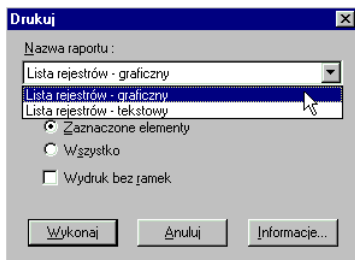 Drukuj
Nazwa raportu :
Lista rejestrów - graficzny
Lista rejestrów - graficzny
Lista rejestrów - tekstowy
Zaznaczone elementy
Wszystko
Wydruk bez ramek
Wykonaj
Anuluj
Informacje...